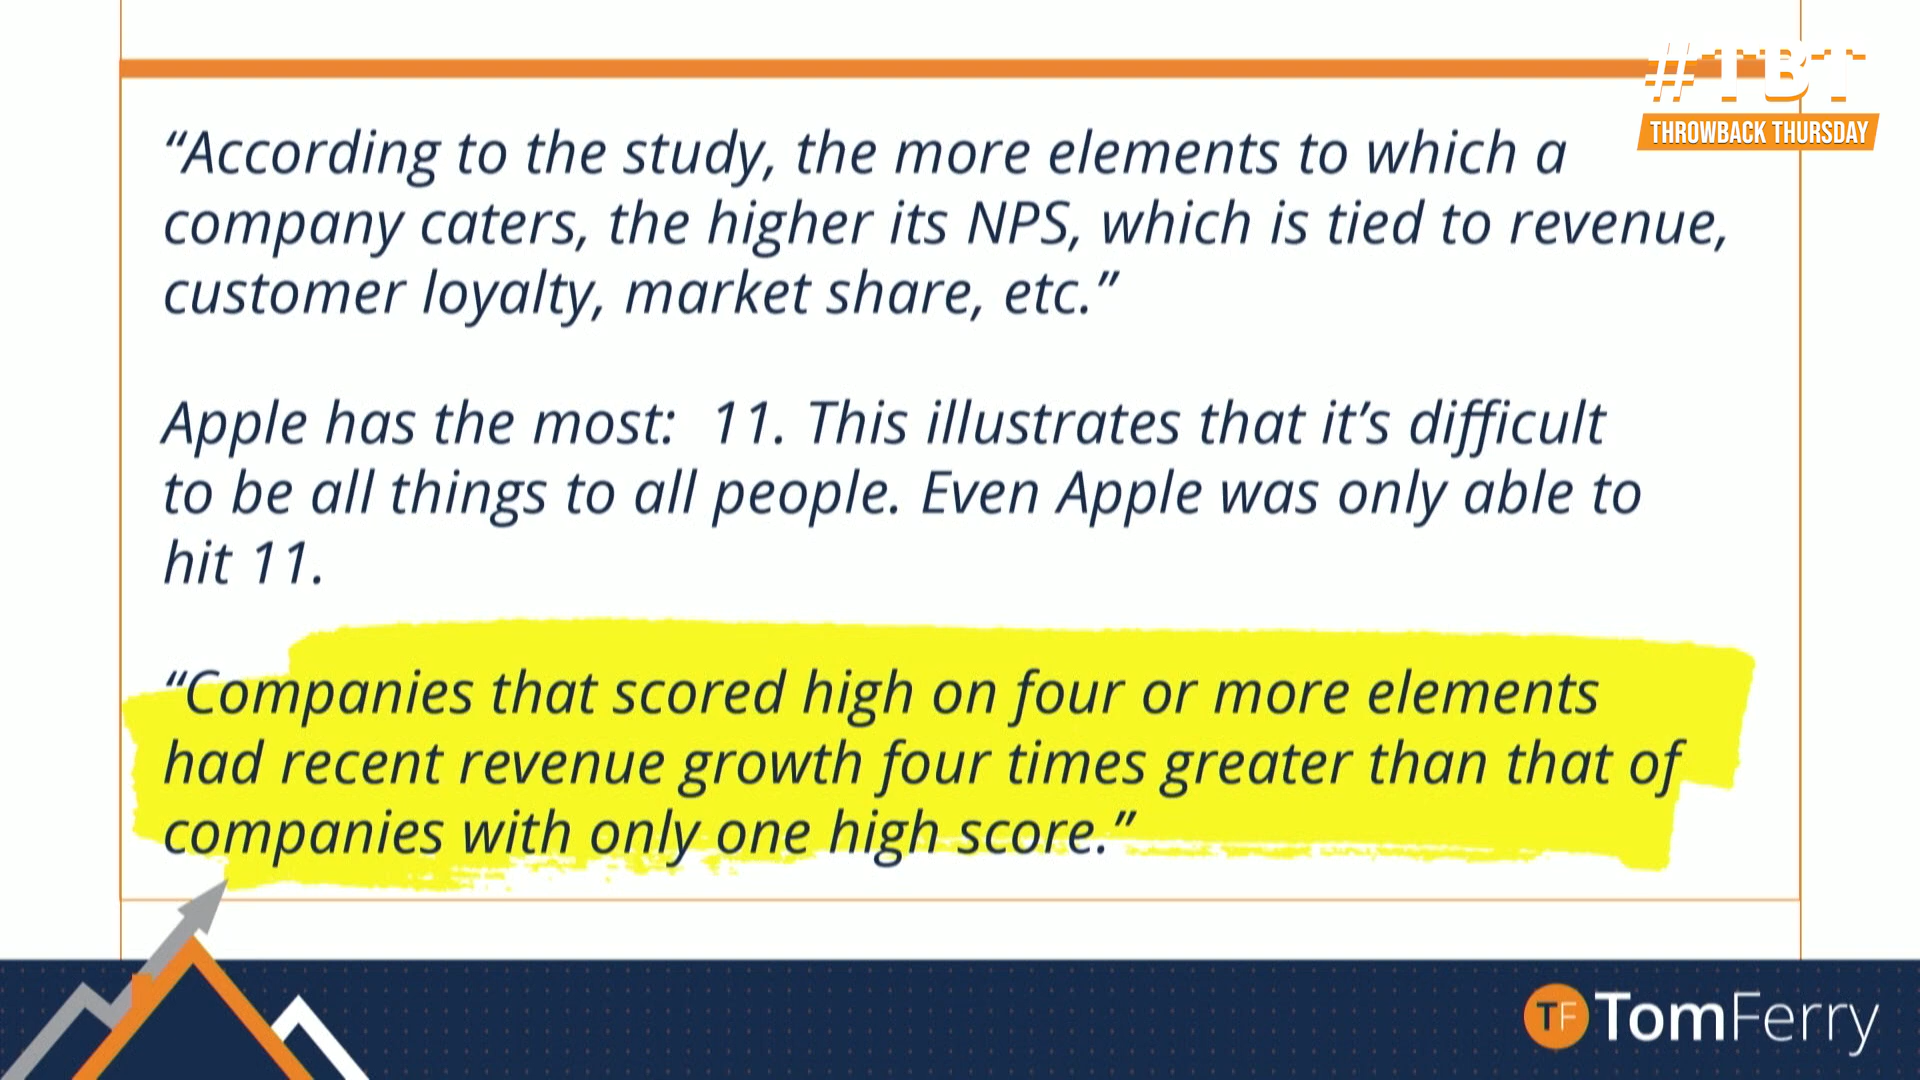 #TBT
THROWBACK THURSDAY
“According to the study, the more elements to which a
company caters, the higher its NPS, which is tied to revenue,
customer loyalty, market share, etc.”
Apple has the most:  11. This illustrates that it’s difficult
to be all things to all people. Even Apple was only able to
hit 11.
“Companies that scored high on four or more elements
had recent revenue growth four times greater than that of
companies with only one high score.”
TF TomFerry